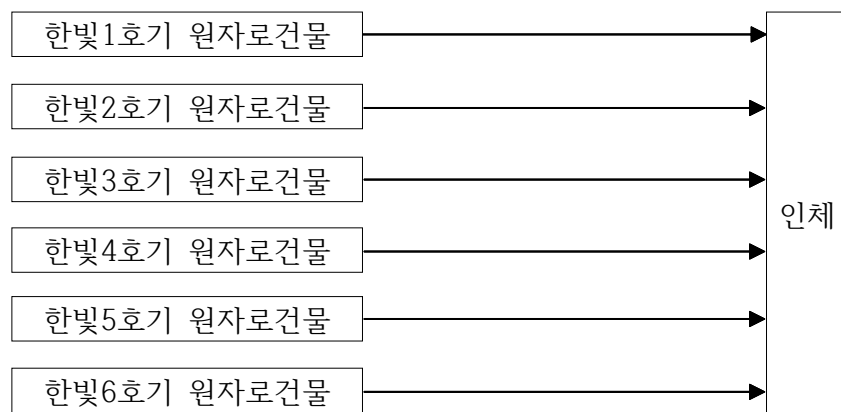 한빛1호기 원자로건물
한빛2호기 원자로건물
한빛3호기 원자로건물
한빛4호기 원자로건물
한빛5호기 원자로건물
한빛6호기 원자로건물
인체